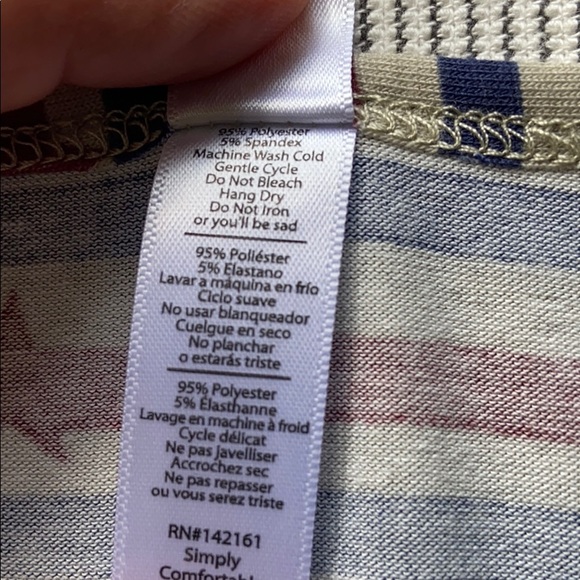 95% Polyester
5% Spandex
Machine Wash Cold
Gentle Cycle
Do Not Bleach
Hang Dry
Do Not Iron
or you'll be sad
95% Poliéster
5% Elastano
Lavar a máquina en frío
Ciclo suave
No usar blanqueador
Cuelgue en seco
No planchar
o estarás triste
95% Polyester
5% Élasthanne
Lavage en machine à froid
Cycle délicat
Ne pas javelliser
Accrochez sec
Ne pas repasser
ou vous serez triste
RN#142161
Simply
Comfortable